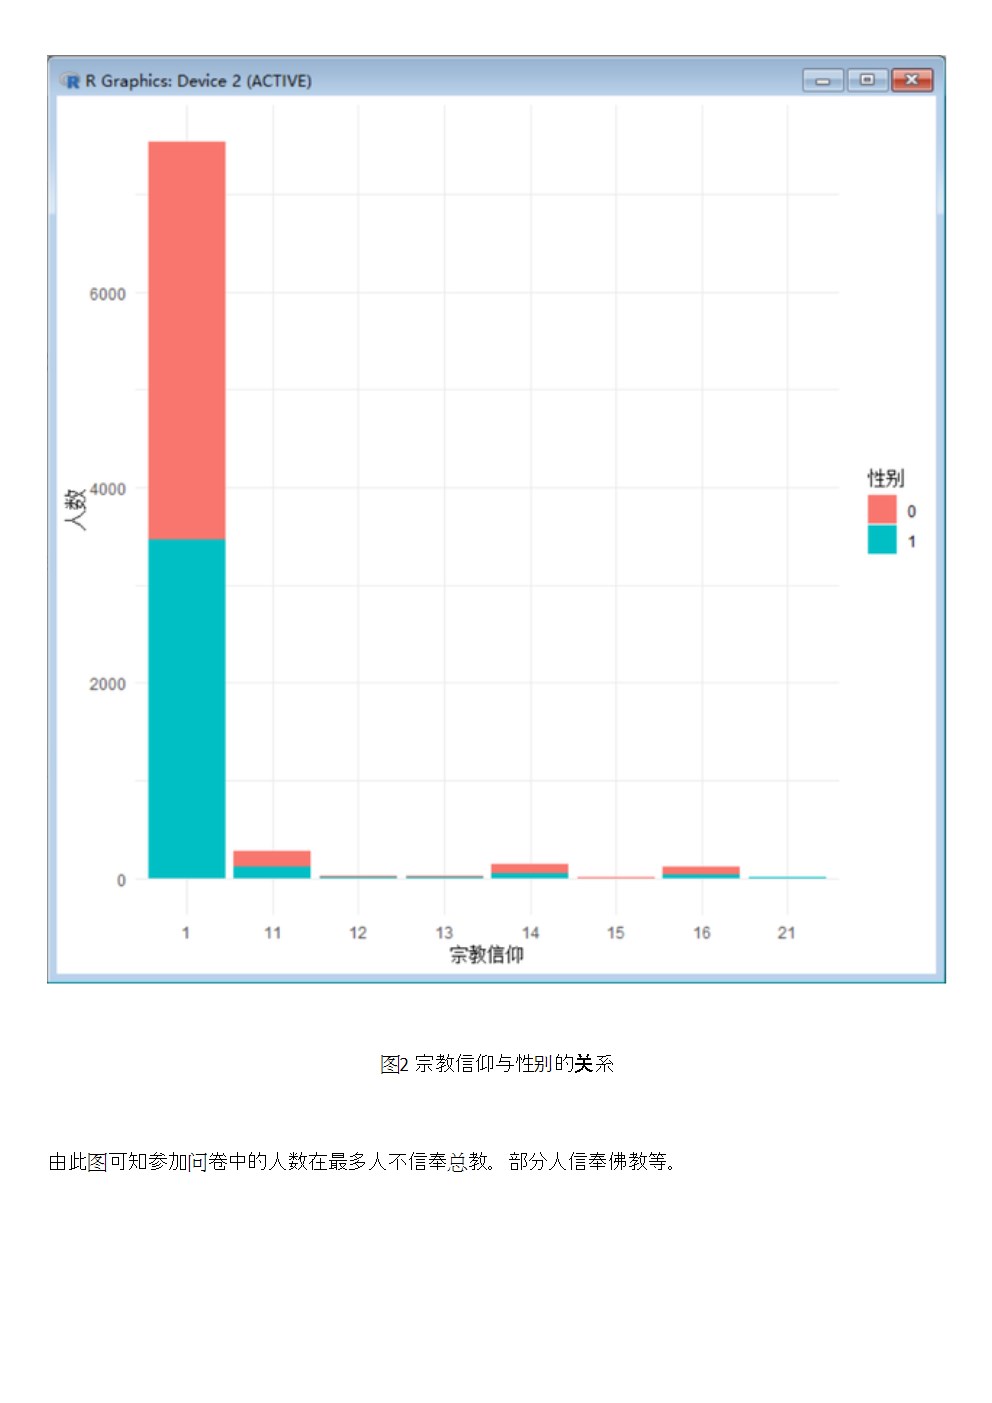 R Graphics: Device 2 (ACTIVE)
6000
4000
2000
0
人数
性别
0
1
1 11 12 13 14 15 16 21
宗教信仰
图2 宗教信仰与性别的关系
由此图可知参加问卷中的人数在最多人不信奉总教。部分人信奉佛教等。